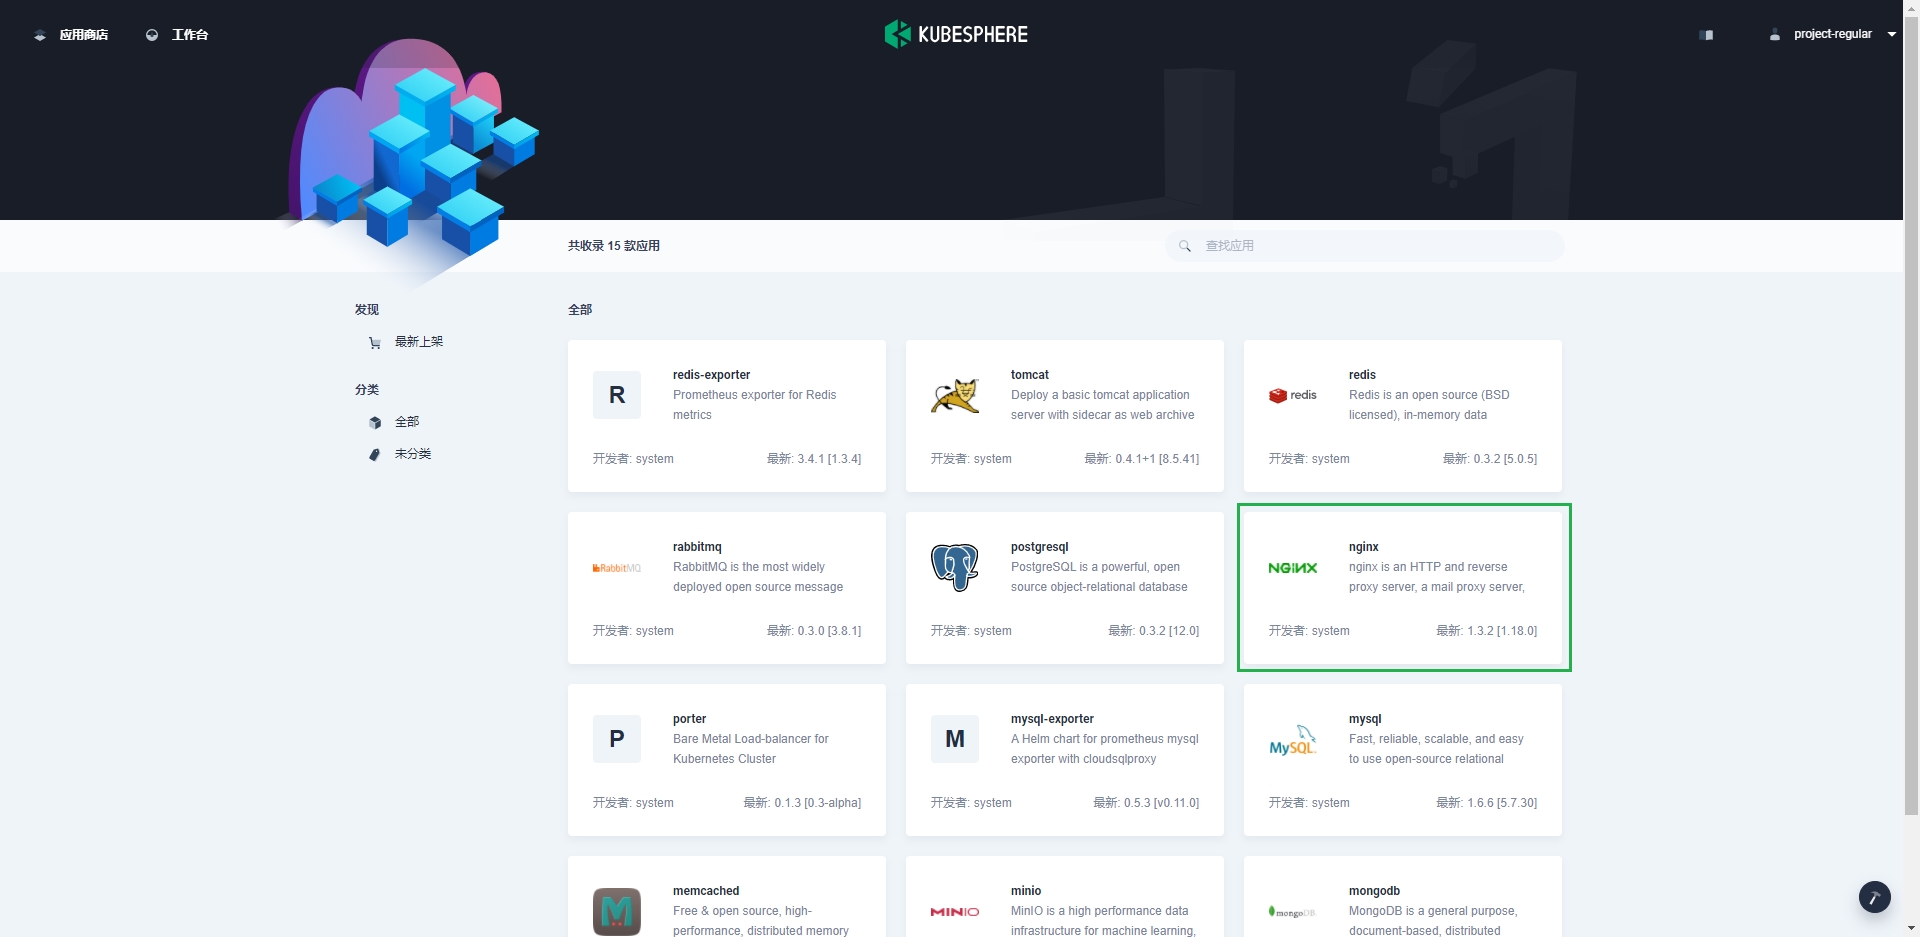 应用商店
工作台
KUBESPHERE
project-regular
共收录 15 款应用
查找应用
发现
最新上架
分类
全部
未分类
全部
R
redis-exporter
Prometheus exporter for Redis
metrics
开发者: system
最新: 3.4.1 [1.3.4]
tomcat
Deploy a basic tomcat application
server with sidecar as web archive
开发者: system
最新: 0.4.1+1 [8.5.41]
redis
redis
Redis is an open source (BSD
licensed), in-memory data
开发者: system
最新: 0.3.2 [5.0.5]
RabbitMQ
rabbitmq
RabbitMQ is the most widely
deployed open source message
开发者: system
最新: 0.3.0 [3.8.1]
postgresql
PostgreSQL is a powerful, open
source object-relational database
开发者: system
最新: 0.3.2 [12.0]
NGINX
nginx
nginx is an HTTP and reverse
proxy server, a mail proxy server,
开发者: system
最新: 1.3.2 [1.18.0]
P
porter
Bare Metal Load-balancer for
Kubernetes Cluster
开发者: system
最新: 0.1.3 [0.3-alpha]
M
mysql-exporter
A Helm chart for prometheus mysql
exporter with cloudsqlproxy
开发者: system
最新: 0.5.3 [v0.11.0]
MySQL
mysql
Fast, reliable, scalable, and easy
to use open-source relational
开发者: system
最新: 1.6.6 [5.7.30]
M
memcached
Free & open source, high-
performance, distributed memory
MINIO
minio
MinIO is a high performance data
infrastructure for machine learning,
mongoDB
mongodb
MongoDB is a general purpose,
document-based, distributed